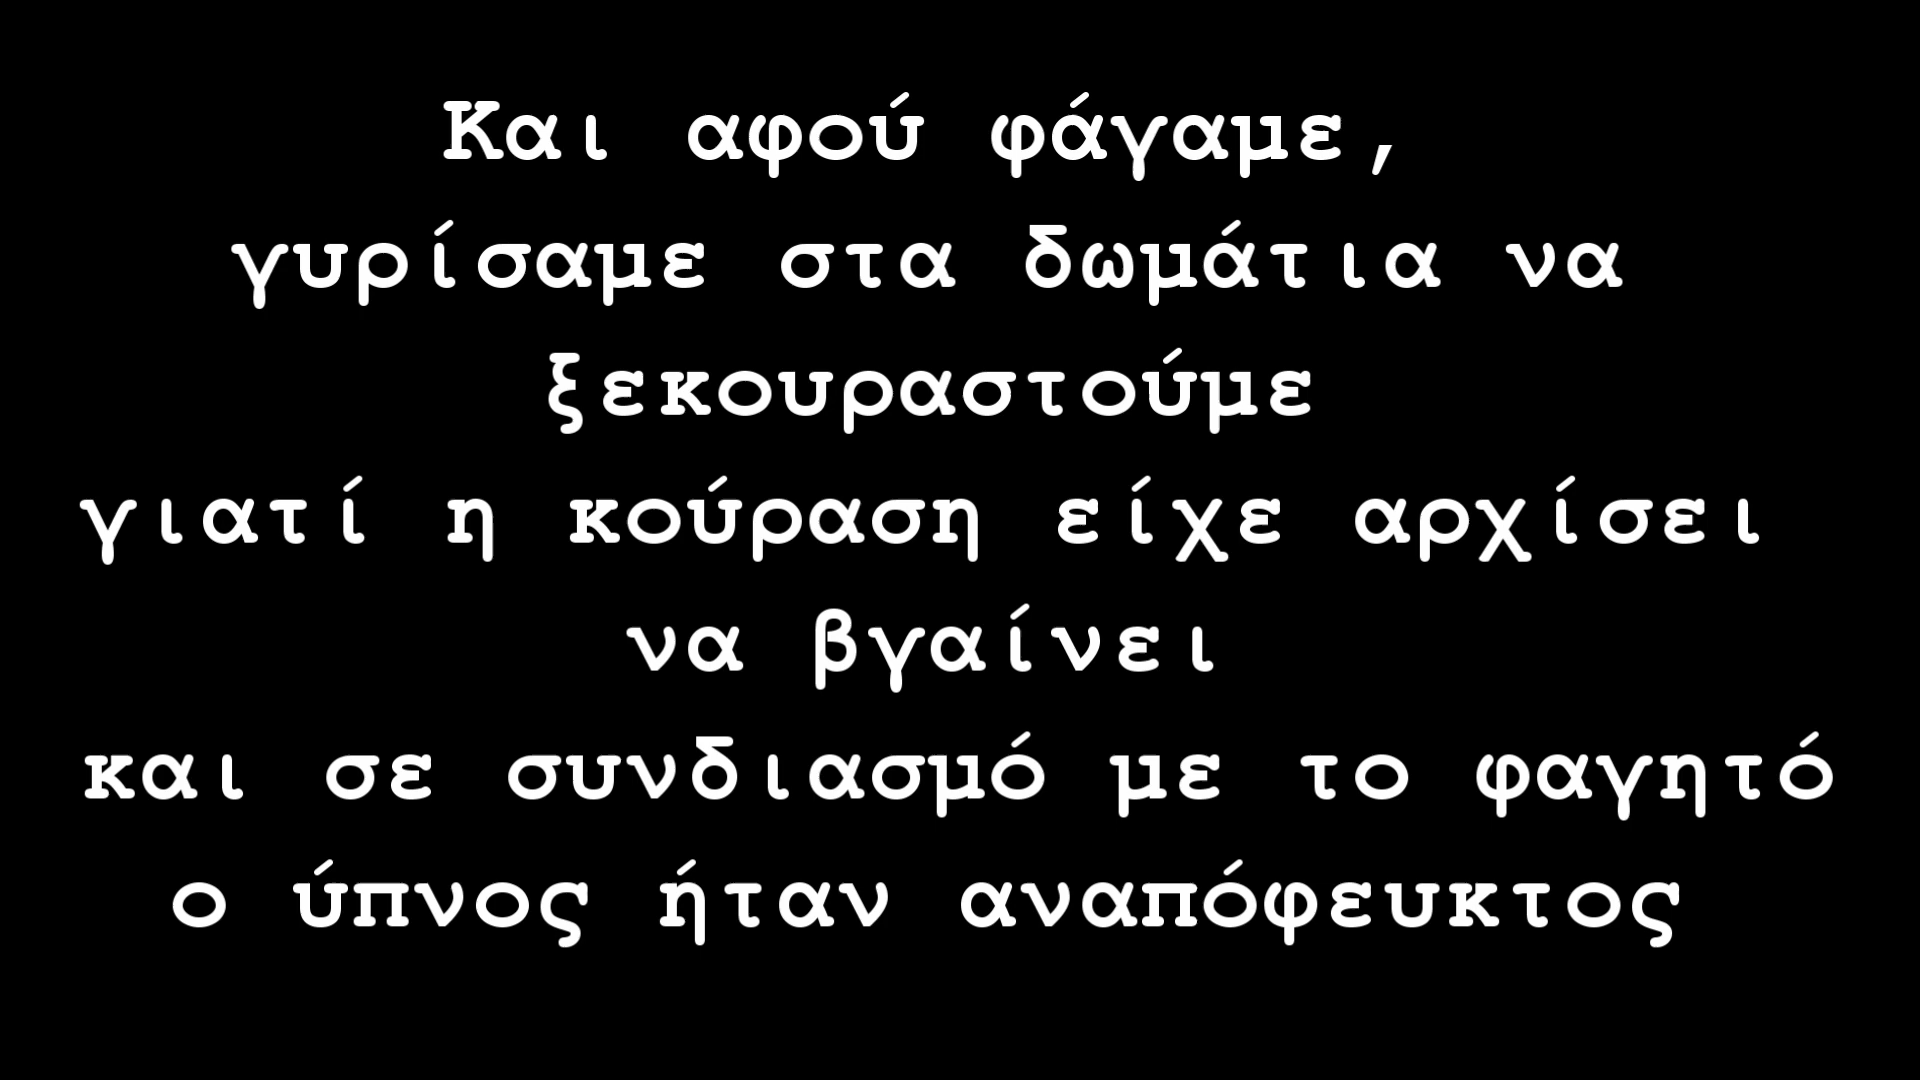 Και αφού φάγαμε,
γυρίσαμε στα δωμάτια να
ξεκουραστούμε
γιατί η κούραση είχε αρχίσει
να βγαίνει
και σε συνδιασμό με το φαγητό
ο ύπνος ήταν αναπόφευκτος